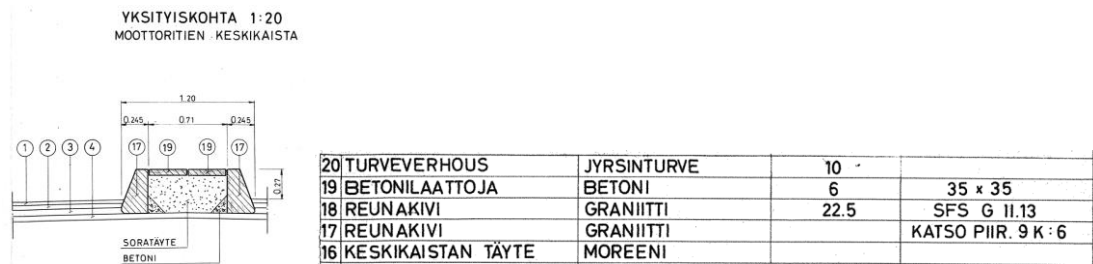 YKSITYISKOHTA 1:20
MOOTTORITIEN KESKIKAISTA
1.20
0.245 0.71 0.245
1 2 3 4 17 19 19 17
0.27
SORATÄYTE
BETONI
20 TURVEVERHOUS JYRSINTURVE 10
19 BETONILAATTOJA BETONI 6 35 x 35
18 REUNAKIVI GRANIITTI 22.5 SFS G II.13
17 REUNAKIVI GRANIITTI KATSO PIIR. 9 K:6
16 KESKIKAISTAN TÄYTE MOREENI